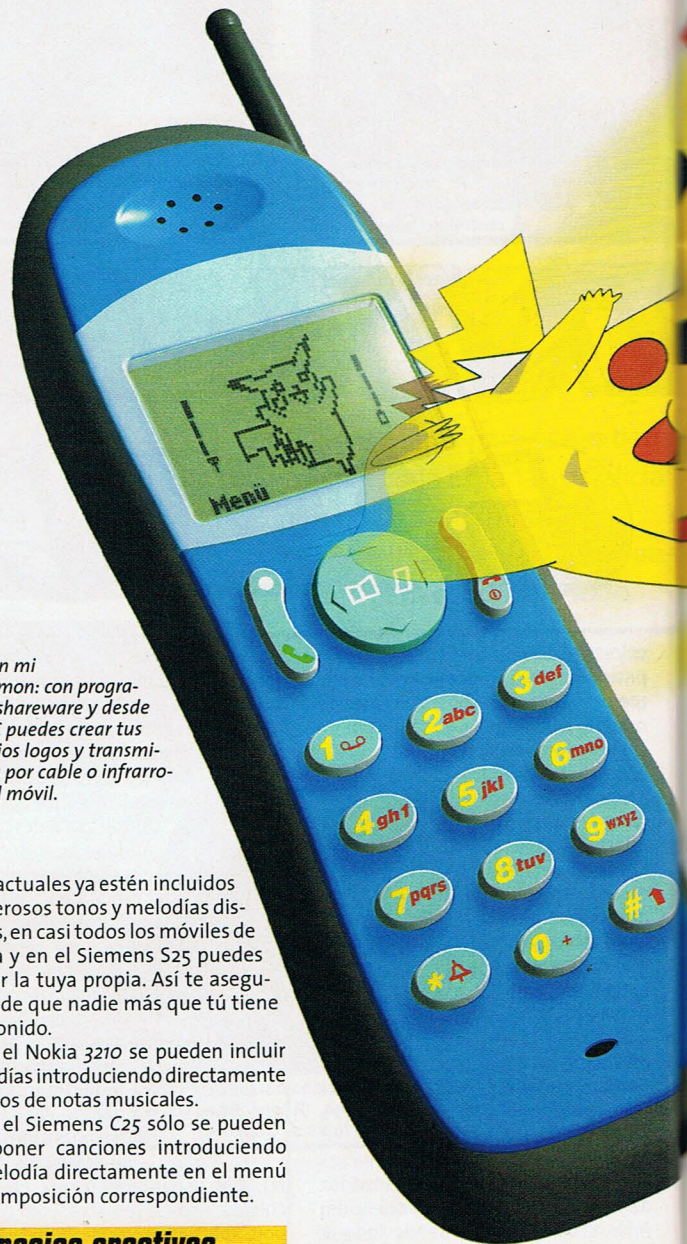 Menü
1
2abc
3def
4gh1
5jkl
6mno
7pqrs
8tuv
9wxyz
*
0 +
#
n mi
mon: con progra-
shareware y desde
puedes crear tus
ios logos y transmi-
por cable o infrarro-
l móvil.
actuales ya estén incluidos
erosos tonos y melodías dis-
s, en casi todos los móviles de
a y en el Siemens S25 puedes
r la tuya propia. Así te asegu-
de que nadie más que tú tiene
onido.
el Nokia 3210 se pueden incluir
días introduciendo directamente
os de notas musicales.
el Siemens C25 sólo se pueden
poner canciones introduciendo
elodía directamente en el menú
omposición correspondiente.